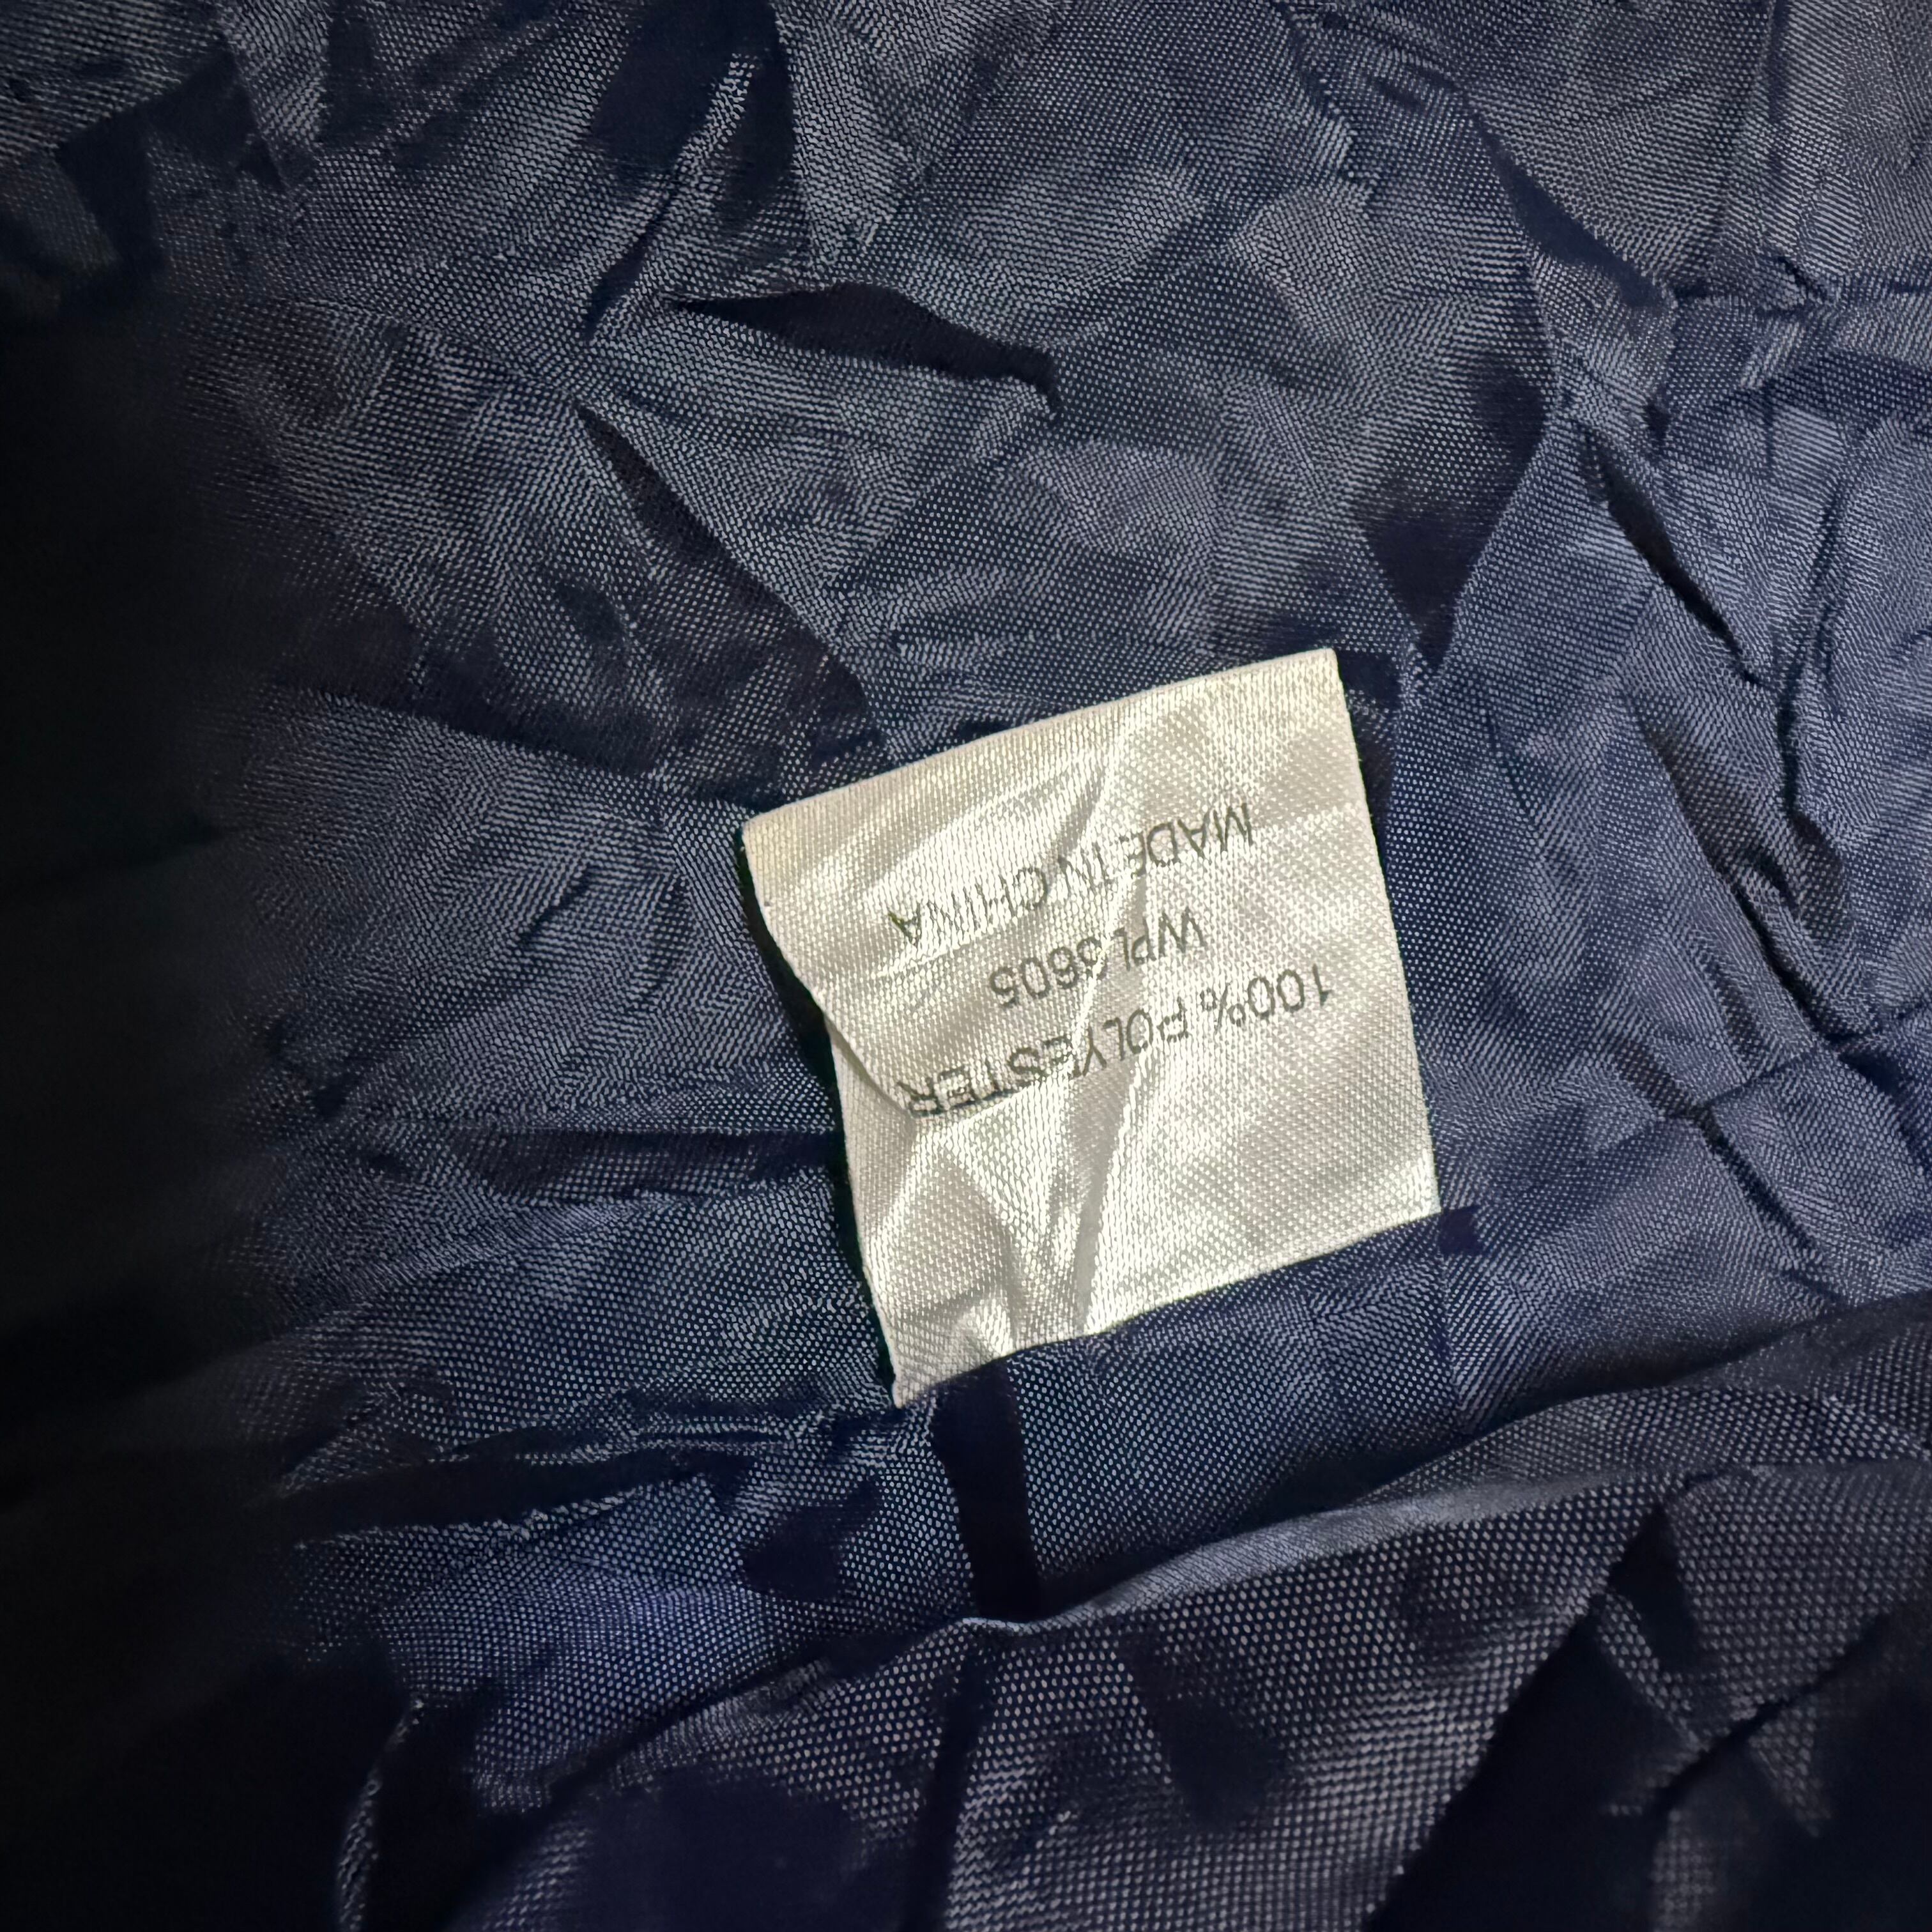 100% POLYESTER
WPL3605
MADE IN CHINA